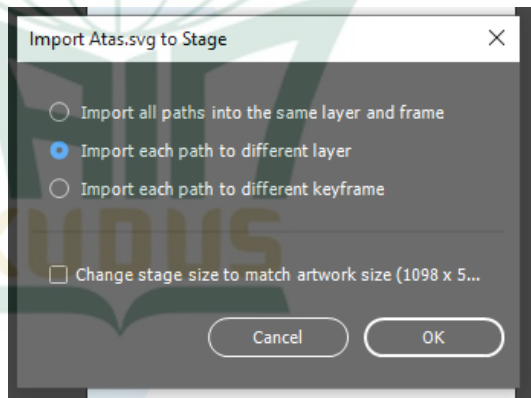 Import Atas.svg to Stage
Import all paths into the same layer and frame
Import each path to different layer
Import each path to different keyframe
KUDUS
Change stage size to match artwork size (1098 x 5...
Cancel
OK